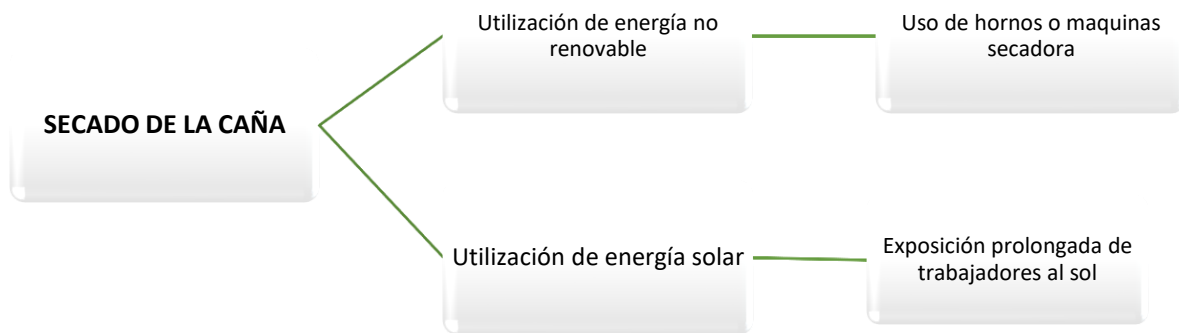 Utilización de energía no
renovable
Uso de hornos o maquinas
secadora
SECADO DE LA CAÑA
Utilización de energía solar
Exposición prolongada de
trabajadores al sol